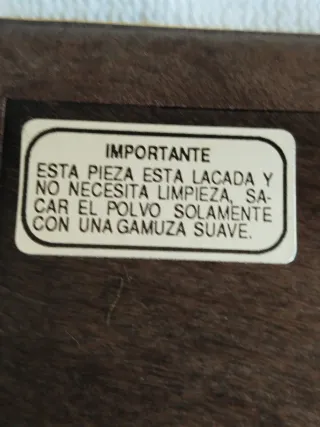 IMPORTANTE
ESTA PIEZA ESTA LACADA Y
NO NECESITA LIMPIEZA, SA-
CAR EL POLVO SOLAMENTE
CON UNA GAMUZA SUAVE.